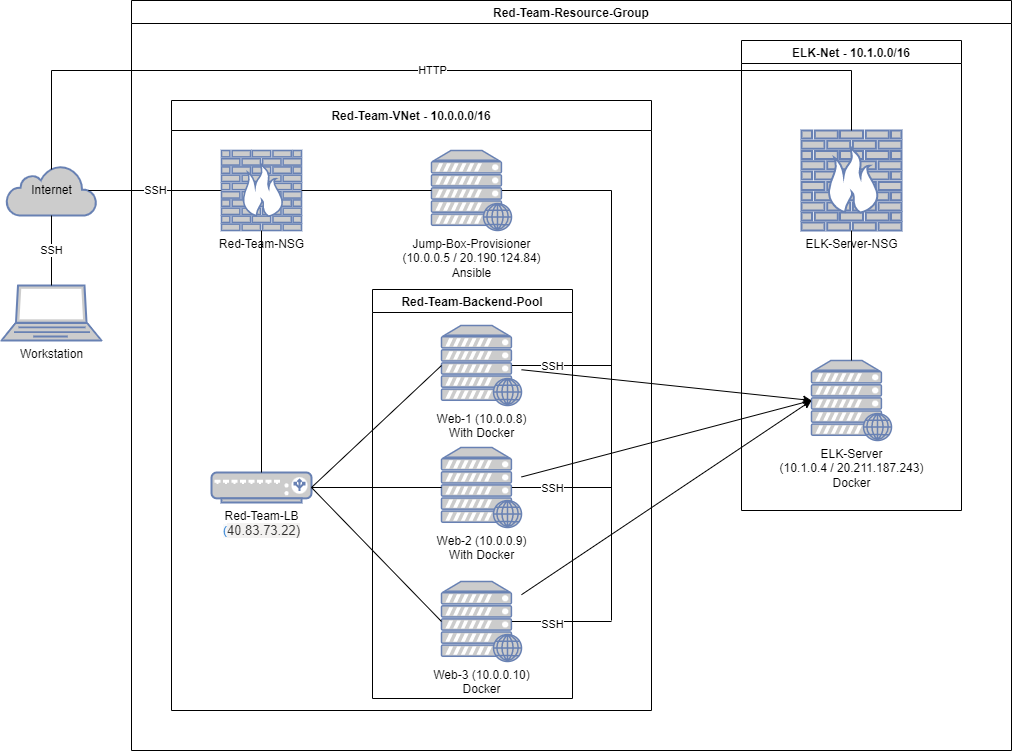 Red-Team-Resource-Group
ELK-Net - 10.1.0.0/16
HTTP
Red-Team-VNet - 10.0.0.0/16
Internet
SSH
SSH
Workstation
Red-Team-NSG
Jump-Box-Provisioner
(10.0.0.5 / 20.190.124.84)
Ansible
ELK-Server-NSG
Red-Team-Backend-Pool
SSH
Web-1 (10.0.0.8)
With Docker
ELK-Server
(10.1.0.4 / 20.211.187.243)
Docker
Red-Team-LB
(40.83.73.22)
SSH
Web-2 (10.0.0.9)
With Docker
SSH
Web-3 (10.0.0.10)
Docker